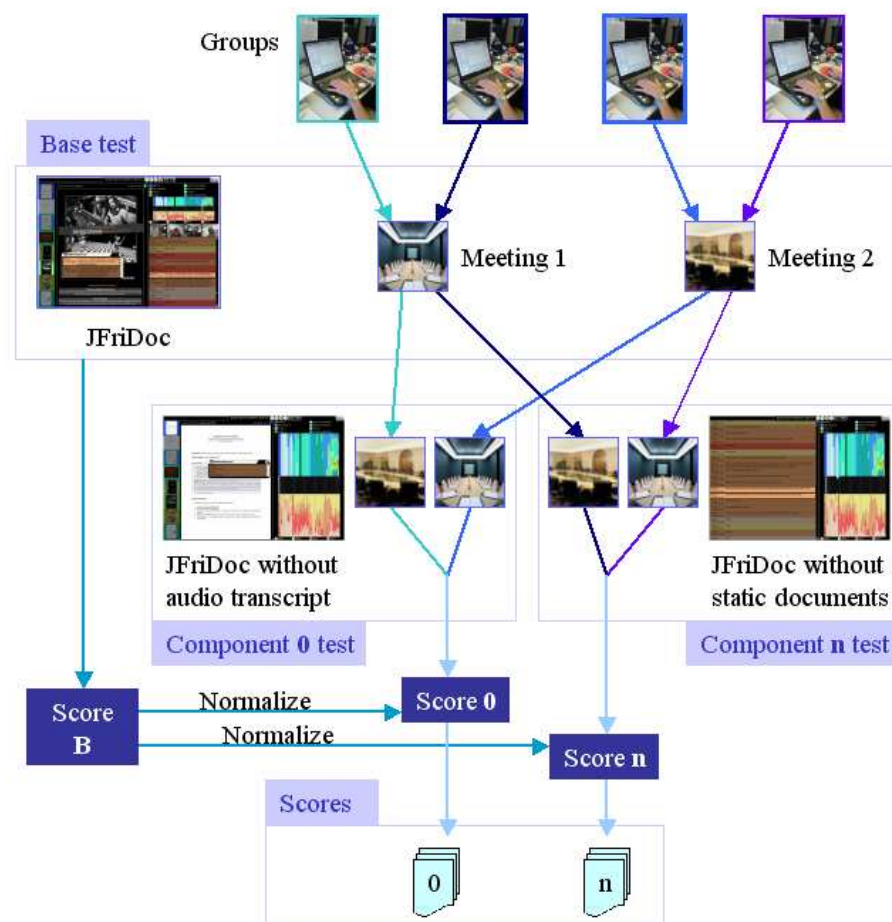 Groups
Base test
Meeting 1
Meeting 2
JFriDoc
JFriDoc without
audio transcript
JFriDoc without
static documents
Component 0 test
Component n test
Score
B
Normalize
Normalize
Score 0
Score n
Scores
0
n